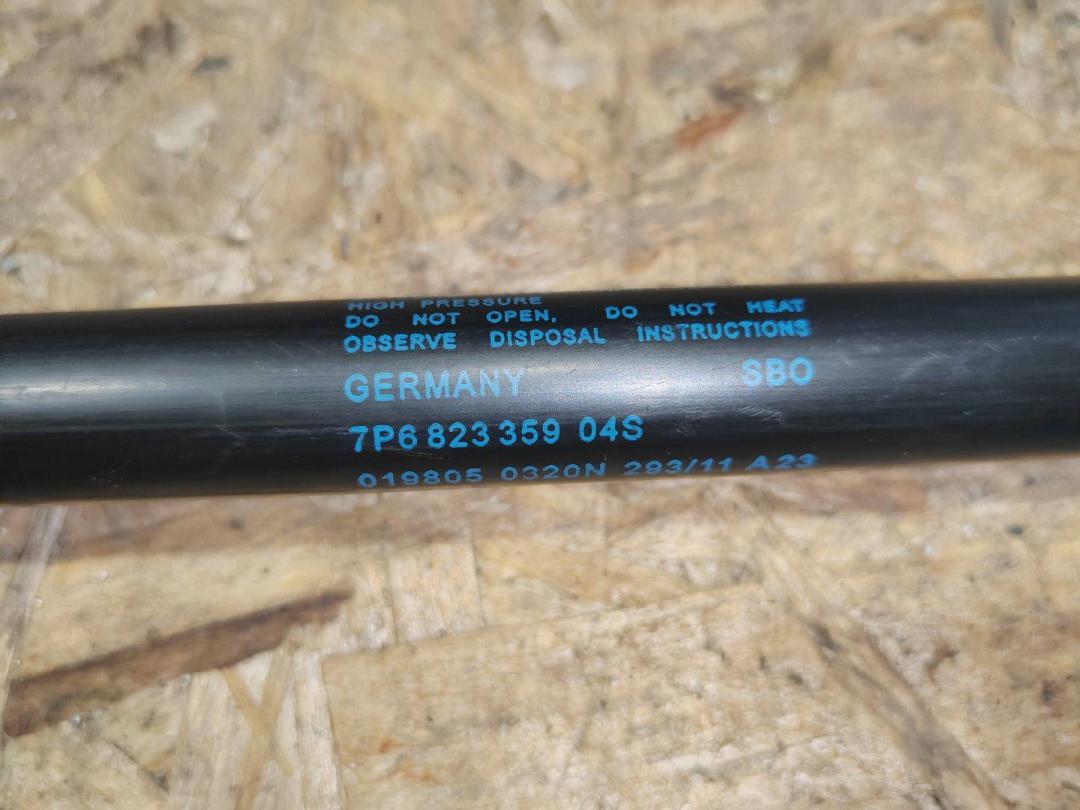 HIGH PRESSURE
DO NOT OPEN. DO NOT HEAT
OBSERVE DISPOSAL INSTRUCTIONS
GERMANY SBO
7P6 823 359 04S
019805 0320N 293/11 A23